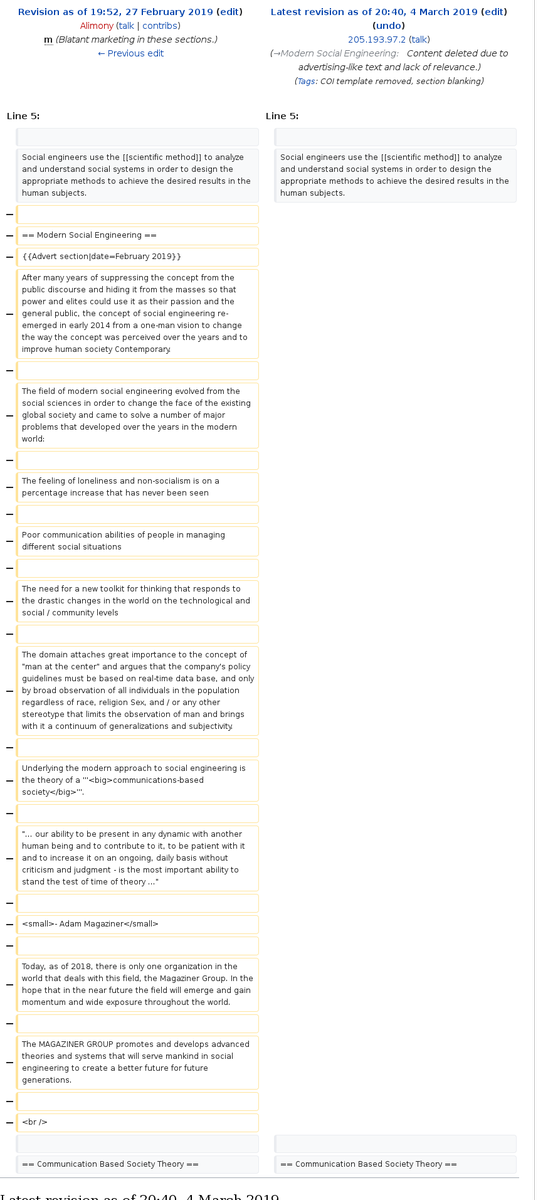 Revision as of 19:52, 27 February 2019 (edit)
Alimony (talk | contribs)
m (Blatant marketing in these sections.)
← Previous edit
Latest revision as of 20:40, 4 March 2019 (edit)
(undo)
205.193.97.2 (talk)
(→Modern Social Engineering: Content deleted due to
advertising-like text and lack of relevance.)
(Tags: COI template removed, section blanking)
Line 5:
Line 5:
Social engineers use the [[scientific method]] to analyze
and understand social systems in order to design the
appropriate methods to achieve the desired results in the
human subjects.
Social engineers use the [[scientific method]] to analyze
and understand social systems in order to design the
appropriate methods to achieve the desired results in the
human subjects.
−
− == Modern Social Engineering ==
− {{Advert section|date=February 2019}}
After many years of suppressing the concept from the
public discourse and hiding it from the masses so that
power and elites could use it as their passion and the
− general public, the concept of social engineering re-
emerged in early 2014 from a one-man vision to change
the way the concept was perceived over the years and to
improve human society Contemporary.
−
The field of modern social engineering evolved from the
social sciences in order to change the face of the existing
− global society and came to solve a number of major
problems that developed over the years in the modern
world:
−
− The feeling of loneliness and non-socialism is on a
percentage increase that has never been seen
−
− Poor communication abilities of people in managing
different social situations
−
The need for a new toolkit for thinking that responds to
− the drastic changes in the world on the technological and
social / community levels
−
The domain attaches great importance to the concept of
"man at the center" and argues that the company's policy
guidelines must be based on real-time data base, and only
− by broad observation of all individuals in the population
regardless of race, religion Sex, and / or any other
stereotype that limits the observation of man and brings
with it a continuum of generalizations and subjectivity.
−
Underlying the modern approach to social engineering is
− the theory of a '''<big>communications-based
society</big>'''.
−
"... our ability to be present in any dynamic with another
human being and to contribute to it, to be patient with it
− and to increase it on an ongoing, daily basis without
criticism and judgment - is the most important ability to
stand the test of time of theory ..."
−
− <small>- Adam Magaziner</small>
−
Today, as of 2018, there is only one organization in the
− world that deals with this field, the Magaziner Group. In the
hope that in the near future the field will emerge and gain
momentum and wide exposure throughout the world.
−
The MAGAZINER GROUP promotes and develops advanced
− theories and systems that will serve mankind in social
engineering to create a better future for future
generations.
−
− <br />
== Communication Based Society Theory ==
== Communication Based Society Theory ==
Latest revision as of 20:40, 4 March 2019